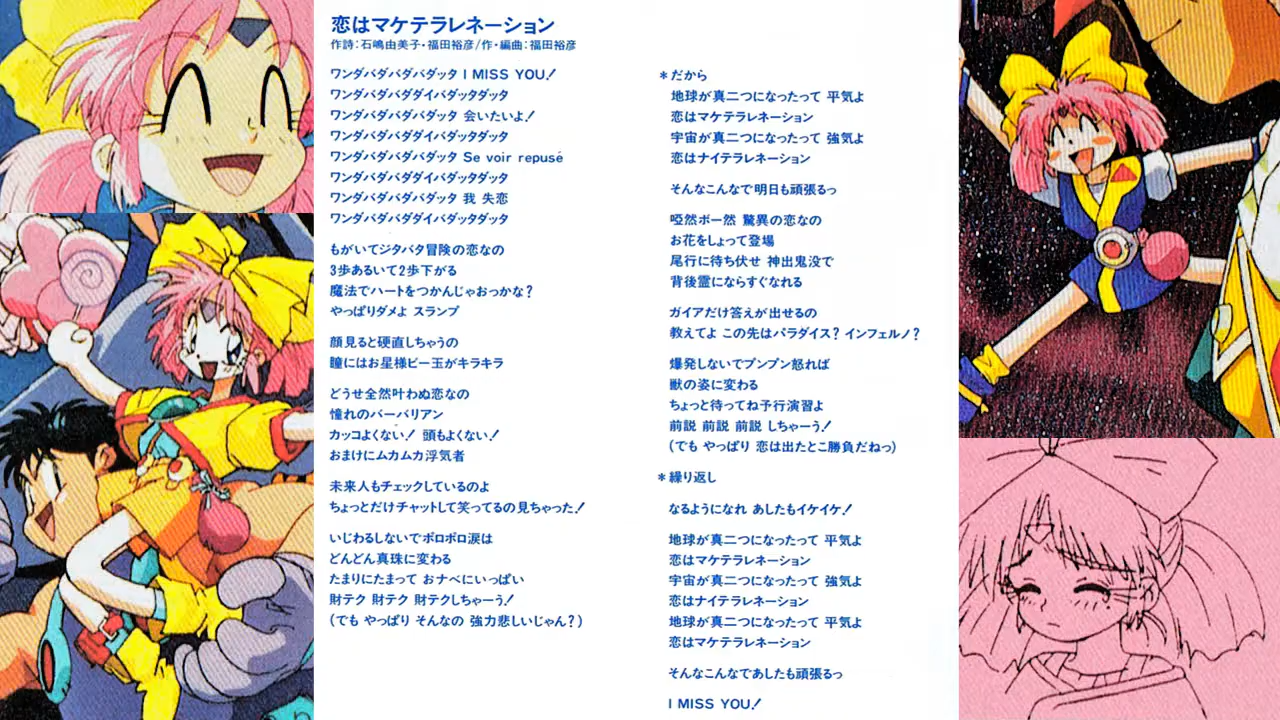 恋はマケテラレネーション
作詩:石嶋由美子・福田裕彦/作・編曲:福田裕彦
ワンダバダバダバダッタ I MISS YOU!
ワンダバダバダダイバダッタダッタ
ワンダバダバダバダッタ 会いたいよ!
ワンダバダバダダイバダッタダッタ
ワンダバダバダバダッタ Se voir repusé
ワンダバダバダダイバダッタダッタ
ワンダバダバダバダッタ 我 失恋
ワンダバダバダダイバダッタダッタ
もがいてジタバタ冒険の恋なの
3歩あるいて2歩下がる
魔法でハートをつかんじゃおっかな?
やっぱりダメよ スランプ
顔見ると硬直しちゃうの
瞳にはお星様ビー玉がキラキラ
どうせ全然叶わぬ恋なの
憧れのバーバリアン
カッコよくない! 頭もよくない!
おまけにムカムカ浮気者
未来人もチェックしているのよ
ちょっとだけチャットして笑ってるの見ちゃった!
いじわるしないでボロボロ涙は
どんどん真珠に変わる
たまりにたまって おナベにいっぱい
財テク 財テク 財テクしちゃーう!
(でも やっぱり そんなの 強力悲しいじゃん?)
*だから
地球が真二つになったって 平気よ
恋はマケテラレネーション
宇宙が真二つになったって 強気よ
恋はナイテラレネーション
そんなこんなで明日も頑張るっ
啞然ボー然 驚異の恋なの
お花をしょって登場
尾行に待ち伏せ 神出鬼没で
背後霊にならすぐなれる
ガイアだけ答えが出せるの
教えてよ この先はパラダイス? インフェルノ?
爆発しないでプンプン怒れば
獣の姿に変わる
ちょっと待ってね予行演習よ
前説 前説 前説 しちゃーう!
(でも やっぱり 恋は出たとこ勝負だねっ)
*繰り返し
なるようになれ あしたもイケイケ!
地球が真二つになったって 平気よ
恋はマケテラレネーション
宇宙が真二つになったって 強気よ
恋はナイテラレネーション
地球が真二つになったって 平気よ
恋はマケテラレネーション
そんなこんなであしたも頑張るっ
I MISS YOU!